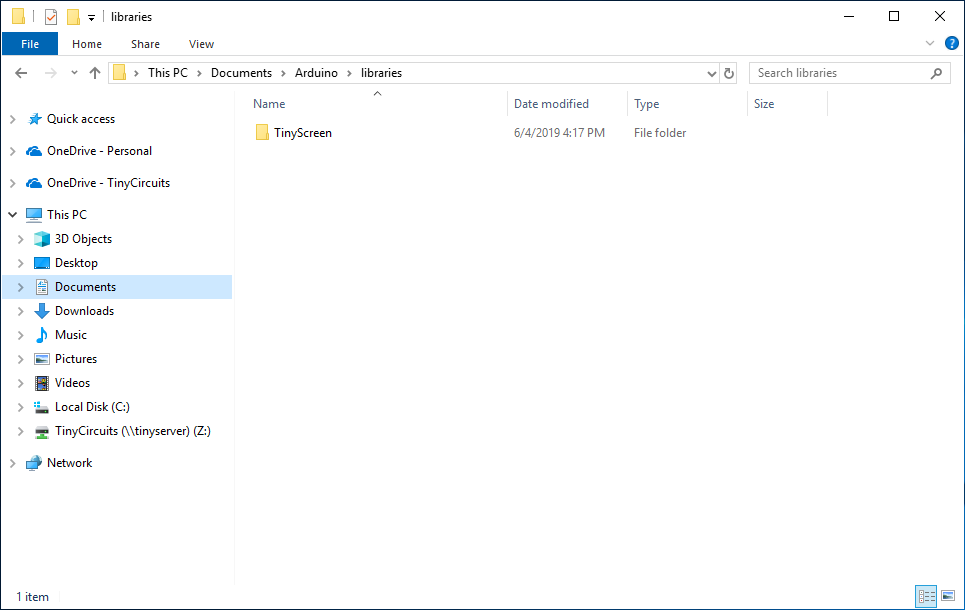 libraries
File Home Share View
This PC Documents Arduino libraries
Search libraries
Name Date modified Type Size
TinyScreen 6/4/2019 4:17 PM File folder
Quick access
OneDrive - Personal
OneDrive - TinyCircuits
This PC
3D Objects
Desktop
Documents
Downloads
Music
Pictures
Videos
Local Disk (C:)
TinyCircuits (\\tinyserver) (Z:)
Network
1 item